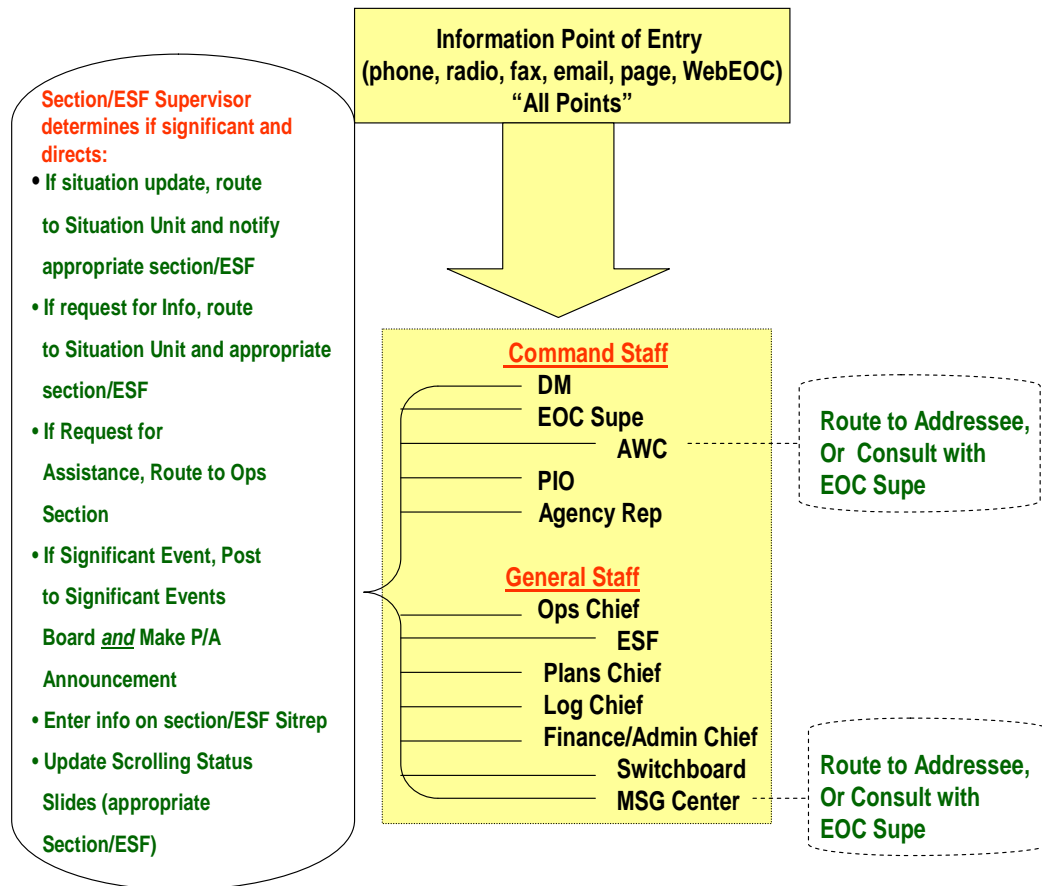 Information Point of Entry
(phone, radio, fax, email, page, WebEOC)
“All Points”
Section/ESF Supervisor
determines if significant and
directs:
• If situation update, route
to Situation Unit and notify
appropriate section/ESF
• If request for Info, route
to Situation Unit and appropriate
section/ESF
• If Request for
Assistance, Route to Ops
Section
• If Significant Event, Post
to Significant Events
Board and Make P/A
Announcement
• Enter info on section/ESF Sitrep
• Update Scrolling Status
Slides (appropriate
Section/ESF)
Command Staff
DM
EOC Supe
AWC
PIO
Agency Rep
General Staff
Ops Chief
ESF
Plans Chief
Log Chief
Finance/Admin Chief
Switchboard
MSG Center
Route to Addressee,
Or Consult with
EOC Supe
Route to Addressee,
Or Consult with
EOC Supe